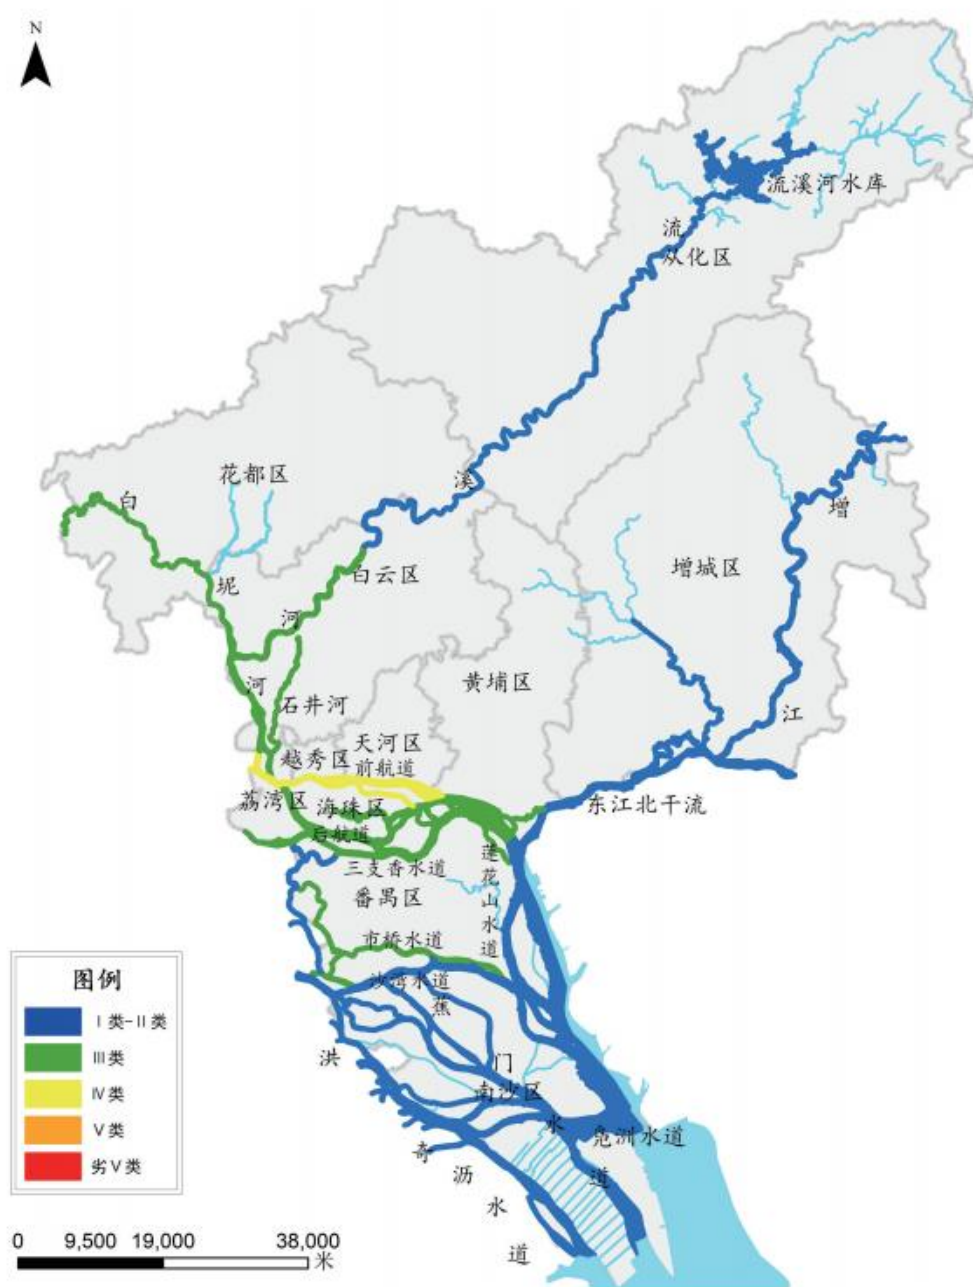 N
流溪河水库
流
从化区
溪
花都区
白
增
坭
白云区
增城区
河
河
石井河
黄埔区
江
天河区
越秀区
前航道
荔湾区
海珠区
东江北干流
后航道
三支香水道
莲花山水道
番禺区
市桥水道
沙湾水道
蕉
洪
门
南沙区
水
凫洲水道
奇
沥
道
水
道
图例
I类-II类
III类
IV类
V类
劣V类
0 9,500 19,000 38,000
米